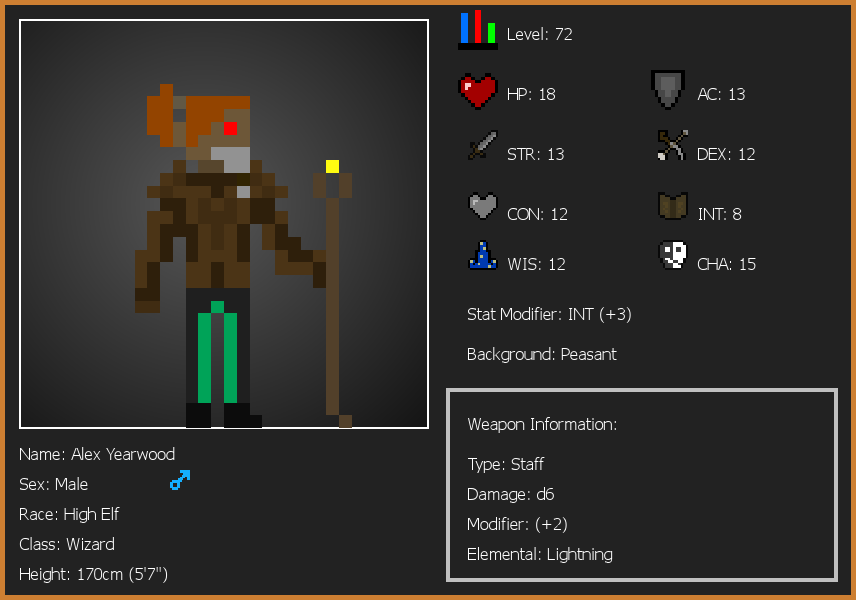 Level: 72
HP: 18
AC: 13
STR: 13
DEX: 12
CON: 12
INT: 8
WIS: 12
CHA: 15
Stat Modifier: INT (+3)
Background: Peasant
Weapon Information:
Type: Staff
Damage: d6
Modifier: (+2)
Elemental: Lightning
Name: Alex Yearwood
Sex: Male
Race: High Elf
Class: Wizard
Height: 170cm (5'7")